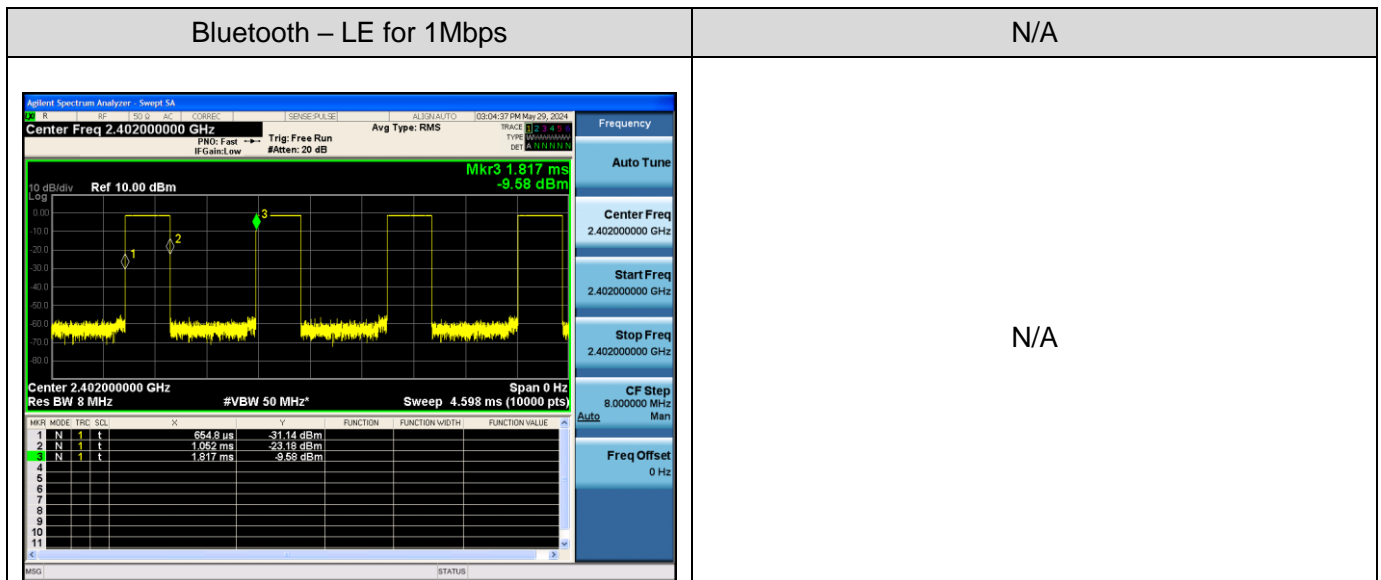 Bluetooth – LE for 1Mbps
N/A
Agilent Spectrum Analyzer - Swept SA
R RF 50 Ω AC CORREC SENSE:PULSE ALIGNAUTO 03:04:37 PM May 29, 2024
Center Freq 2.402000000 GHz
PNO: Fast
IFGain:Low
Trig: Free Run
#Atten: 20 dB
Avg Type: RMS
TRACE 1 2 3 4 5 6
TYPE
DET A N N N N N
Mkr3 1.817 ms
-9.58 dBm
10 dB/div
Log
Ref 10.00 dBm
0.00
-10.0
-20.0
-30.0
-40.0
-50.0
-60.0
-70.0
-80.0
1
2
3
Center 2.402000000 GHz
Span 0 Hz
Res BW 8 MHz
#VBW 50 MHz*
Sweep 4.598 ms (10000 pts)
MKR MODE TRC SCL X Y FUNCTION FUNCTION WIDTH FUNCTION VALUE
1 N 1 t 654.8 µs -31.14 dBm
2 N 1 t 1.052 ms -23.18 dBm
3 N 1 t 1.817 ms -9.58 dBm
4
5
6
7
8
9
10
11
MSG
STATUS
Frequency
Auto Tune
Center Freq
2.402000000 GHz
Start Freq
2.402000000 GHz
Stop Freq
2.402000000 GHz
CF Step
8.000000 MHz
Auto Man
Freq Offset
0 Hz
N/A